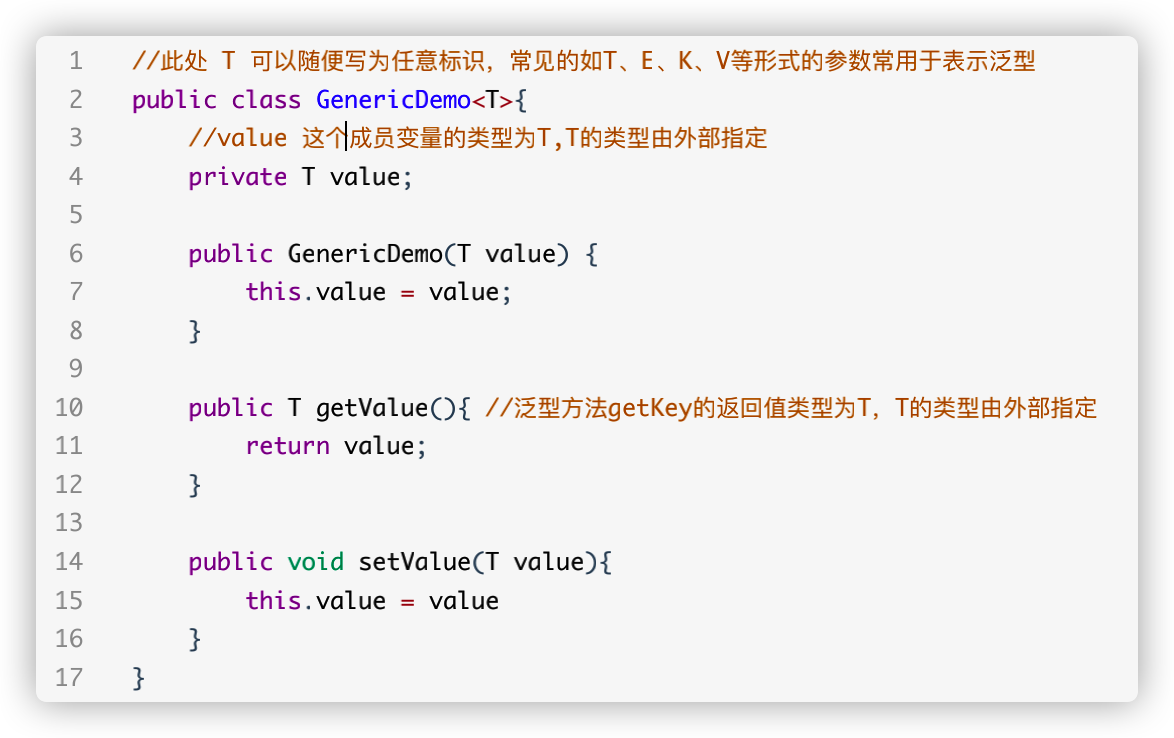 1 //此处 T 可以随便写为任意标识，常见的如T、E、K、V等形式的参数常用于表示泛型
2 public class GenericDemo<T>{
3     //value 这个成员变量的类型为T,T的类型由外部指定
4     private T value;
5
6     public GenericDemo(T value) {
7         this.value = value;
8     }
9
10     public T getValue(){ //泛型方法getKey的返回值类型为T，T的类型由外部指定
11         return value;
12     }
13
14     public void setValue(T value){
15         this.value = value
16     }
17 }